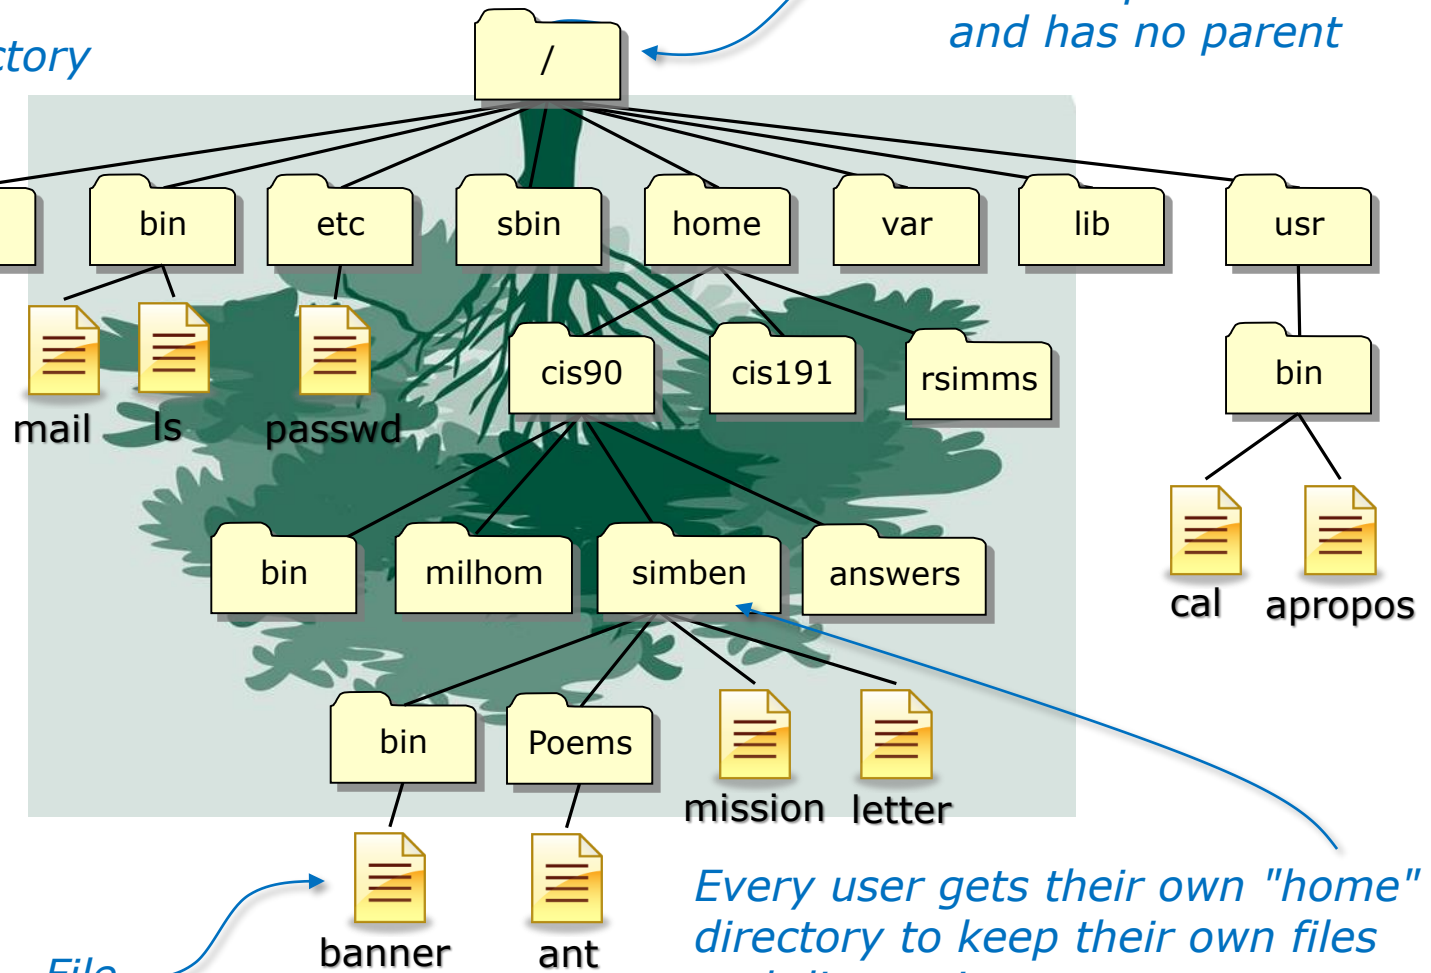 and has no parent
/
bin
etc
sbin
home
var
lib
usr
mail
ls
passwd
cis90
cis191
rsimms
bin
cal
apropos
bin
milhom
simben
answers
bin
Poems
mission
letter
banner
ant
Every user gets their own "home"
directory to keep their own files
File